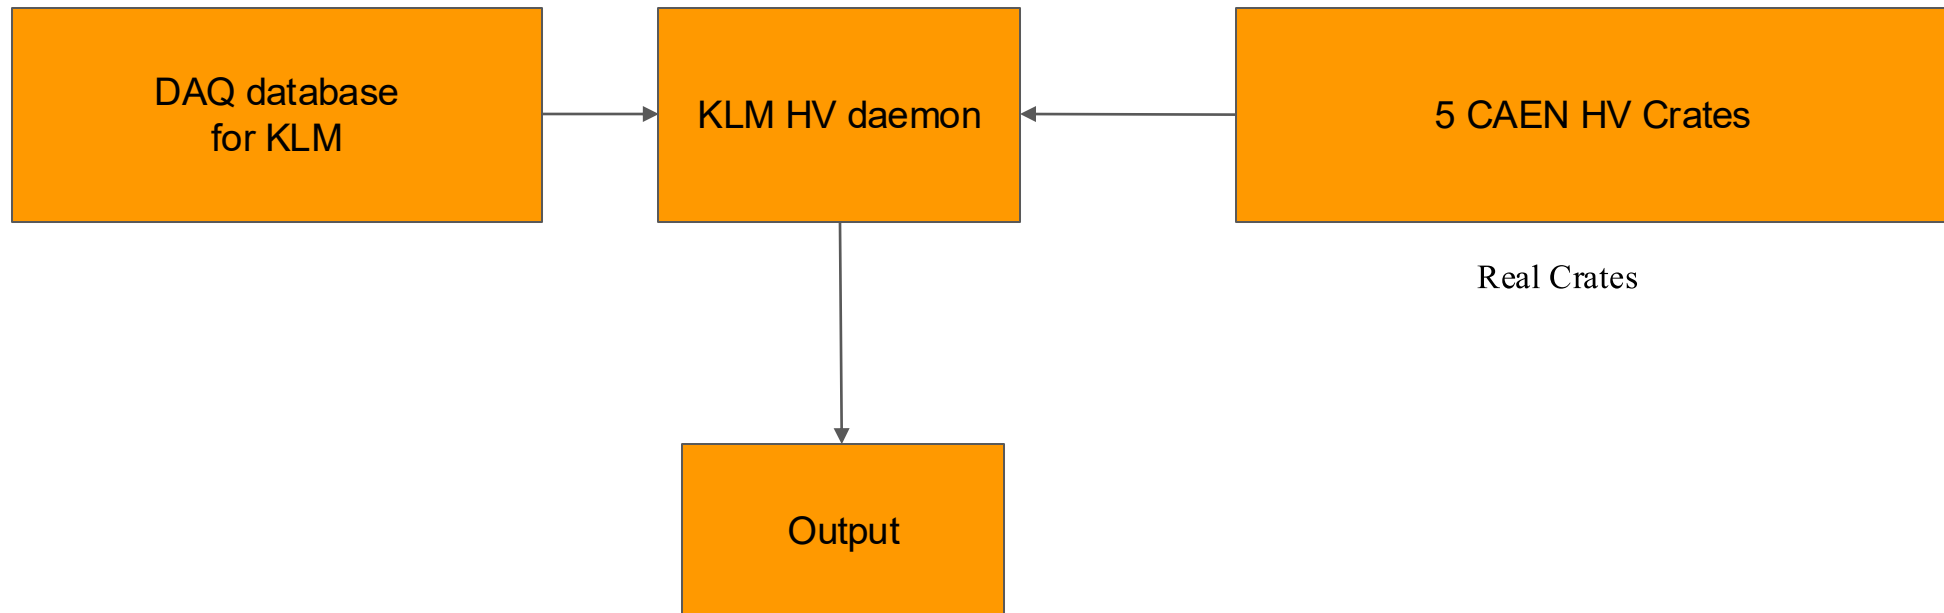 DAQ database
for KLM
KLM HV daemon
5 CAEN HV Crates
Real Crates
Output